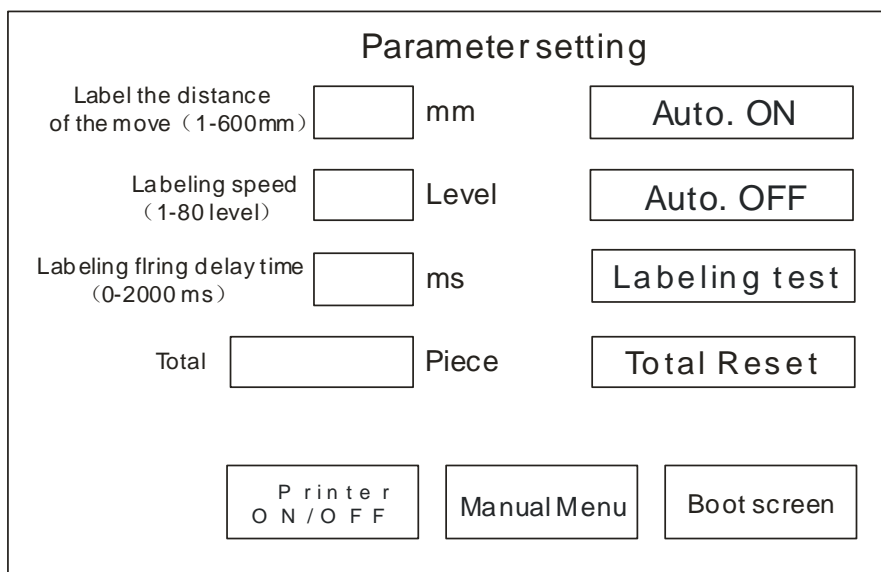 Parameter setting
Label the distance
of the move（1-600mm）
mm
Auto. ON
Labeling speed
（1-80 level）
Level
Auto. OFF
Labeling flring delay time
（0-2000 ms）
ms
Labeling test
Total
Piece
Total Reset
Printer
ON/OFF
Manual Menu
Boot screen